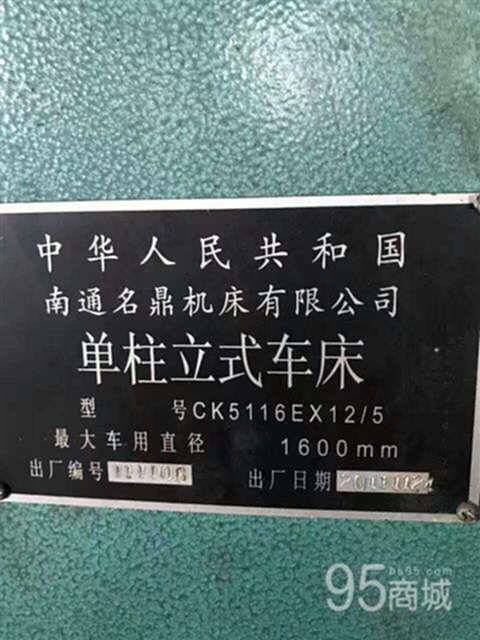 中华人民共和国
南通名鼎机床有限公司
单柱立式车床
型 号CK5116EX12/5
最大车用直径 1600mm
出厂编号
出厂日期
95商城
bs95.com